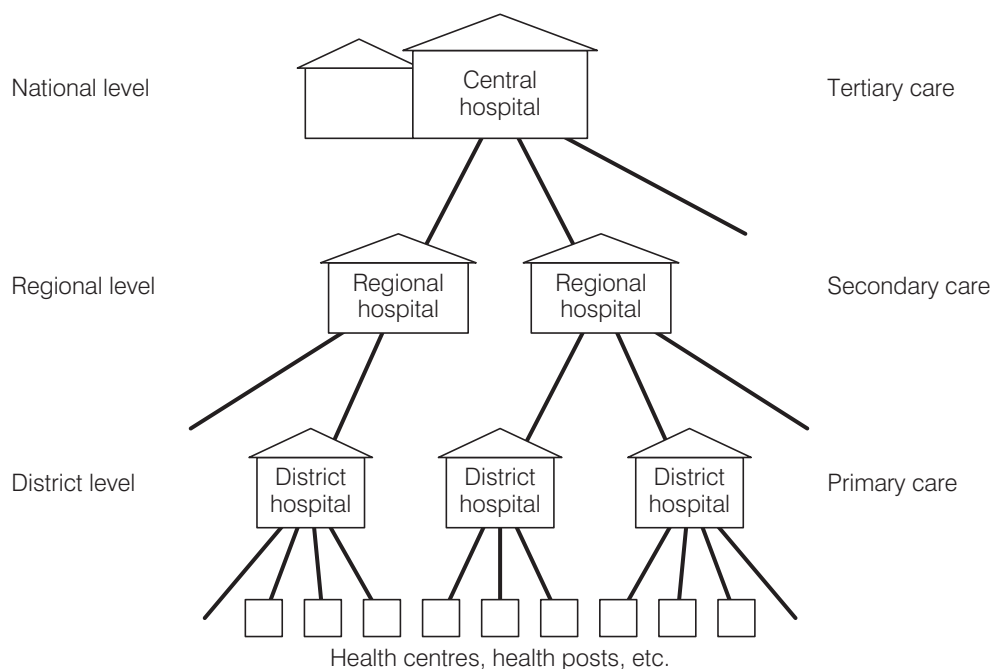 National level
Central
hospital
Tertiary care
Regional level
Regional
hospital
Regional
hospital
Secondary care
District level
District
hospital
District
hospital
District
hospital
Primary care
Health centres, health posts, etc.